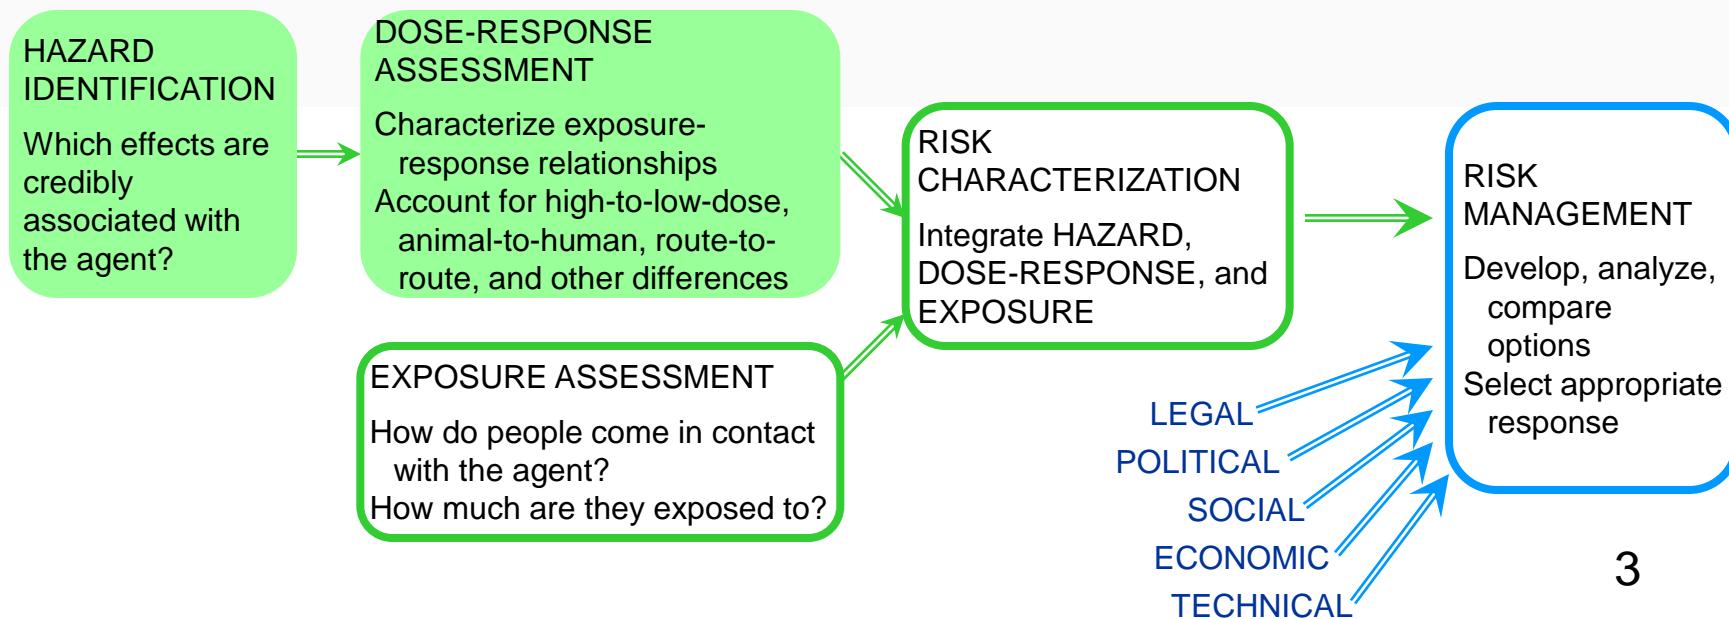 HAZARD
IDENTIFICATION
Which effects are
credibly
associated with
the agent?
DOSE-RESPONSE
ASSESSMENT
Characterize exposure-
response relationships
Account for high-to-low-dose,
animal-to-human, route-to-
route, and other differences
EXPOSURE ASSESSMENT
How do people come in contact
with the agent?
How much are they exposed to?
RISK
CHARACTERIZATION
Integrate HAZARD,
DOSE-RESPONSE, and
EXPOSURE
LEGAL
POLITICAL
SOCIAL
ECONOMIC
TECHNICAL
RISK
MANAGEMENT
Develop, analyze,
compare
options
Select appropriate
response
3